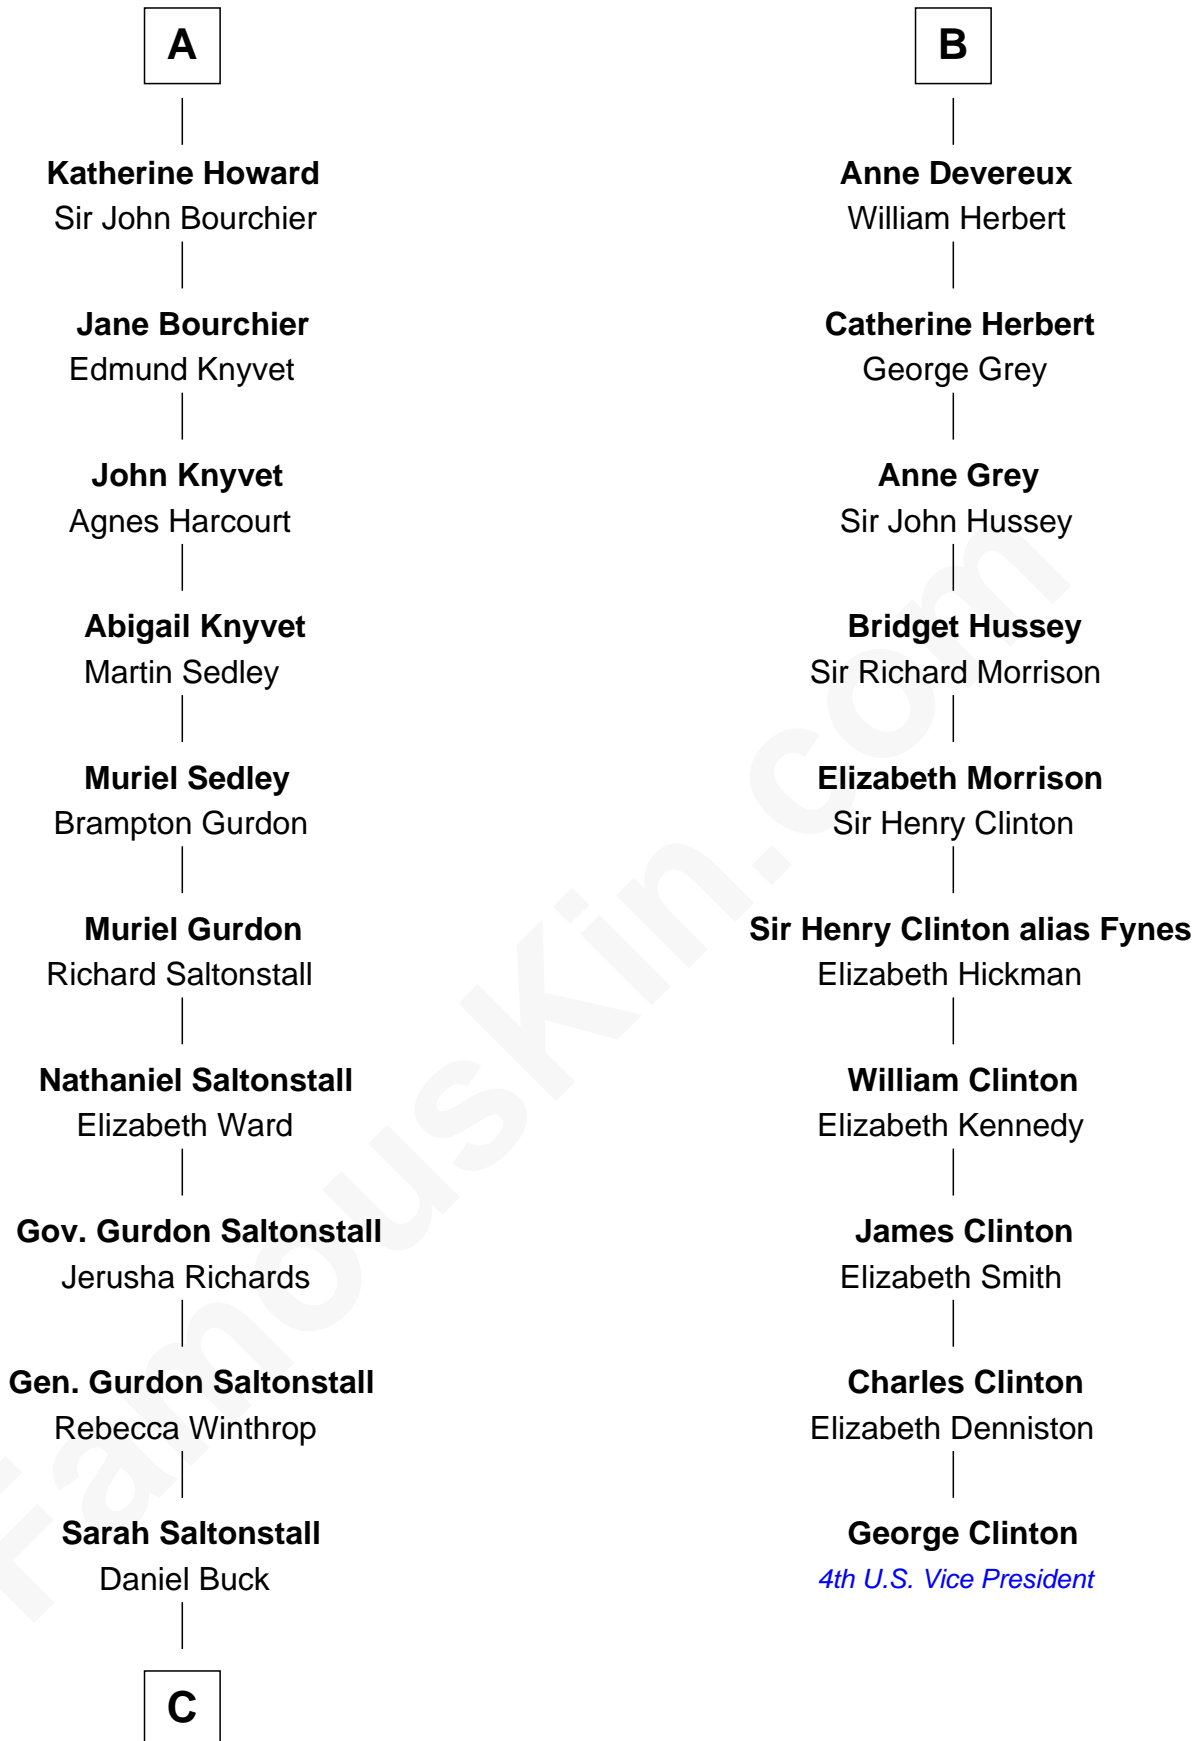 A
Katherine Howard
Sir John Bourchier
Jane Bourchier
Edmund Knyvet
John Knyvet
Agnes Harcourt
Abigail Knyvet
Martin Sedley
Muriel Sedley
Brampton Gurdon
Muriel Gurdon
Richard Saltonstall
Nathaniel Saltonstall
Elizabeth Ward
Gov. Gurdon Saltonstall
Jerusha Richards
Gen. Gurdon Saltonstall
Rebecca Winthrop
Sarah Saltonstall
Daniel Buck
C
B
Anne Devereux
William Herbert
Catherine Herbert
George Grey
Anne Grey
Sir John Hussey
Bridget Hussey
Sir Richard Morrison
Elizabeth Morrison
Sir Henry Clinton
Sir Henry Clinton alias Fynes
Elizabeth Hickman
William Clinton
Elizabeth Kennedy
James Clinton
Elizabeth Smith
Charles Clinton
Elizabeth Denniston
George Clinton
4th U.S. Vice President
FamousKin.com